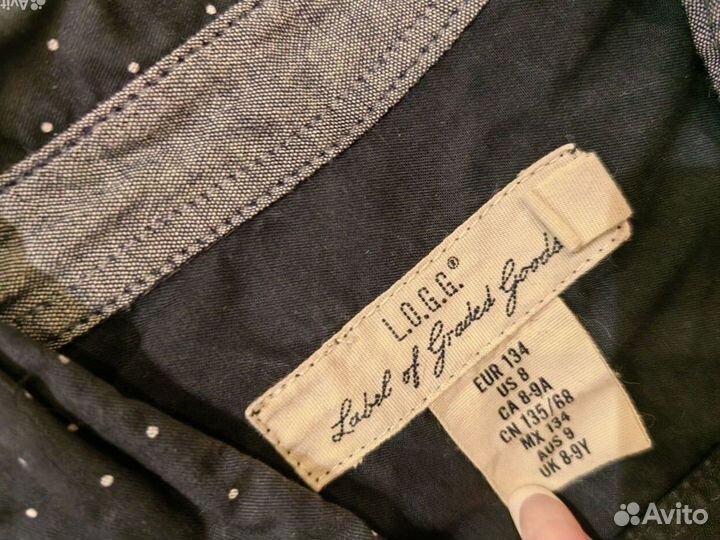 Avito
L.O.G.G.®
Label of Graded Goods
EUR 134
US 8
CA 8-9A
CN 135/68
MX 134
AUS 9
UK 8-9Y
Avito